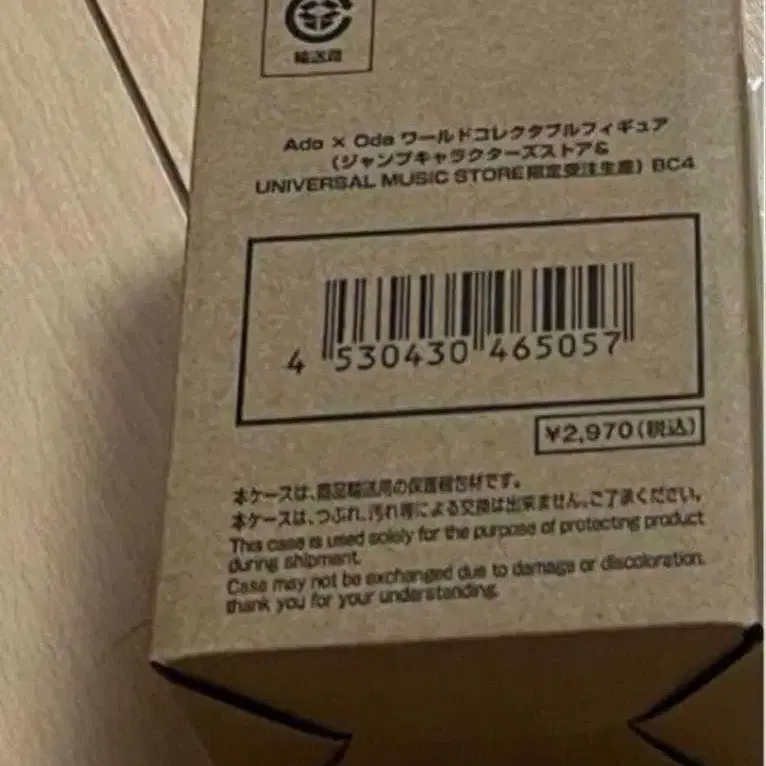 輸送箱
Ado × Oda ワールドコレクタブルフィギュア
(ジャンプキャラクターズストア&
UNIVERSAL MUSIC STORE限定受注生産) BC4
4 530430 465057
¥2,970(税込)
本ケースは、商品輸送用の保護梱包材です。
本ケースは、つぶれ、汚れ等による交換は出来ません。ご了承ください。
This case is used solely for the purpose of protecting product
during shipment.
Case may not be exchanged due to damage or discoloration.
thank you for your understanding.